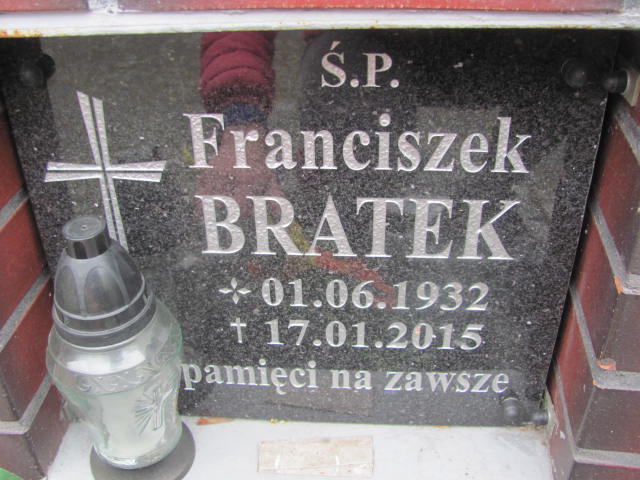 Ś.P.
Franciszek
BRATEK
01.06.1932
† 17.01.2015
pamięci na zawsze